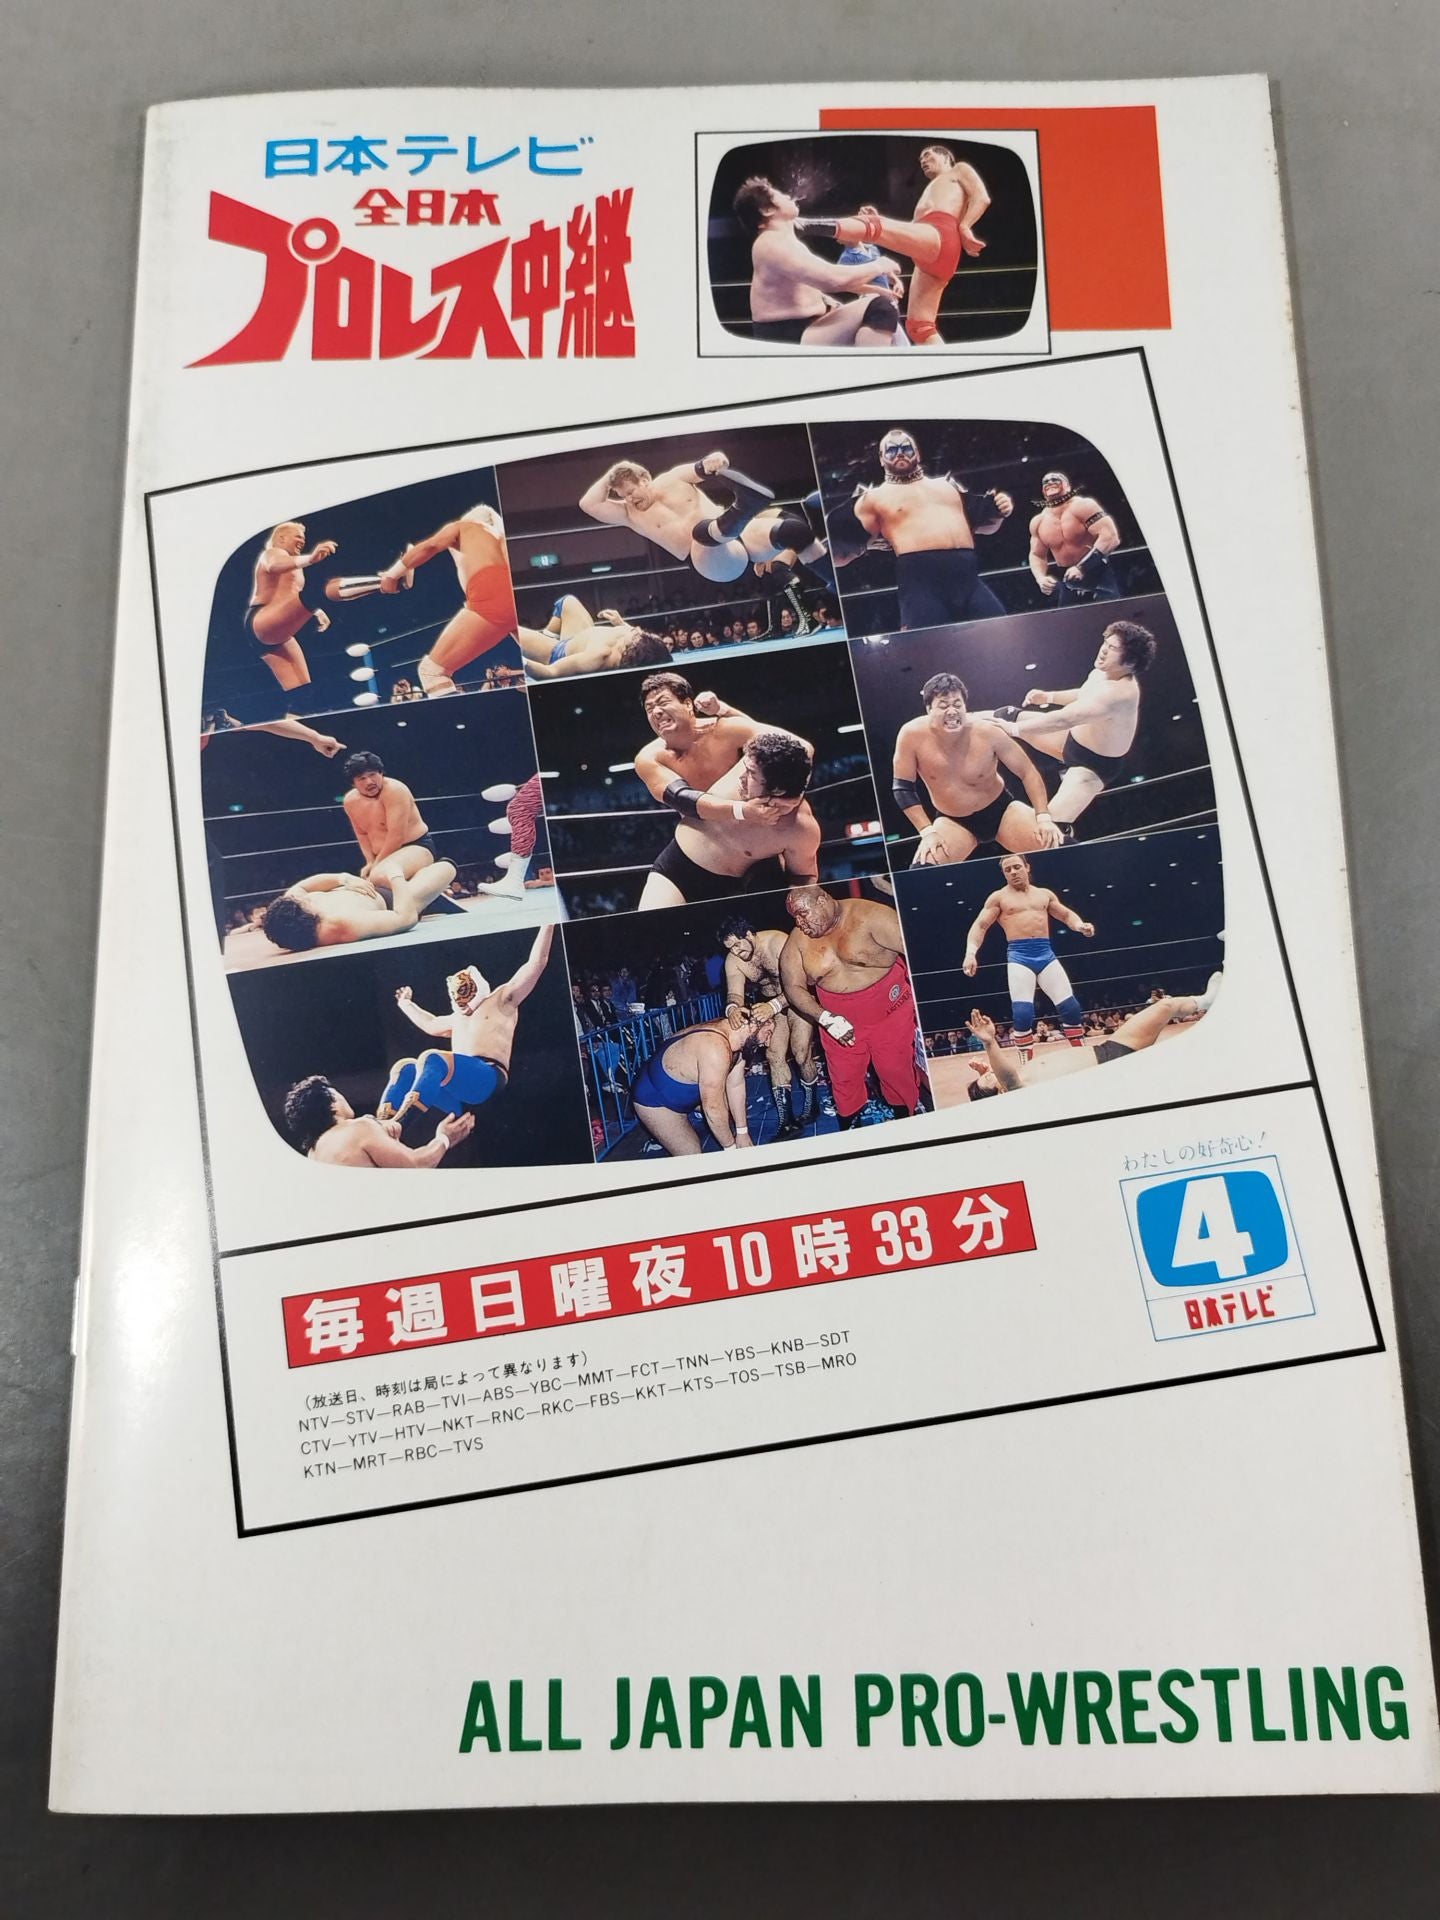 日本テレビ
全日本
プロレス中継
わたしの好奇心!
4
日本テレビ
毎週日曜夜10時33分
(放送日、時刻は局によって異なります)
NTV—STV—RAB—TVI—ABS—YBC—MMT—FCT—TNN—YBS—KNB—SDT
CTV—YTV—HTV—NKT—RNC—RKC—FBS—KKT—KTS—TOS—TSB—MRO
KTN—MRT—RBC—TVS
ALL JAPAN PRO-WRESTLING